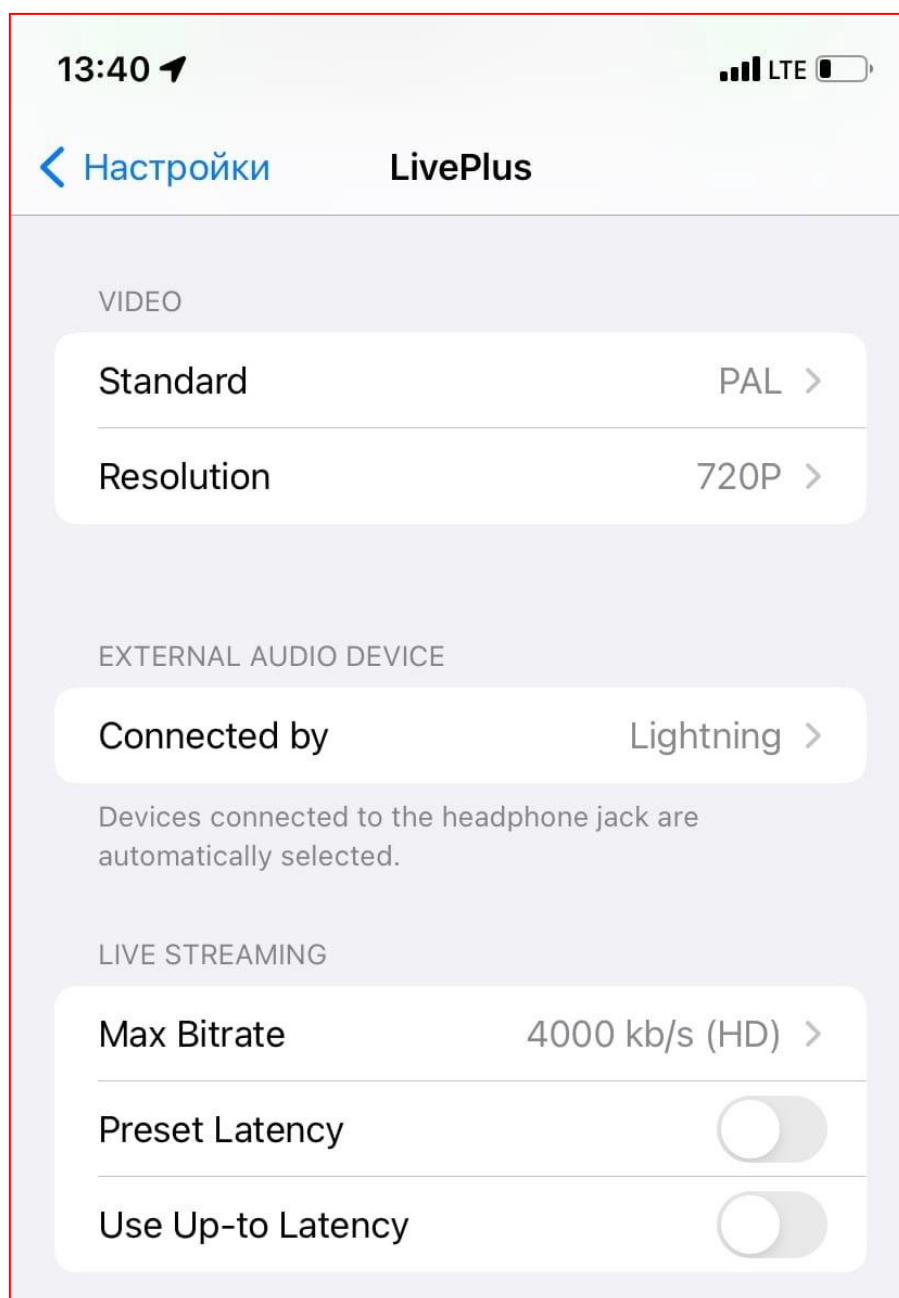 13:40
LTE
Настройки
LivePlus
VIDEO
Standard
PAL
Resolution
720P
EXTERNAL AUDIO DEVICE
Connected by
Lightning
Devices connected to the headphone jack are
automatically selected.
LIVE STREAMING
Max Bitrate
4000 kb/s (HD)
Preset Latency
Use Up-to Latency